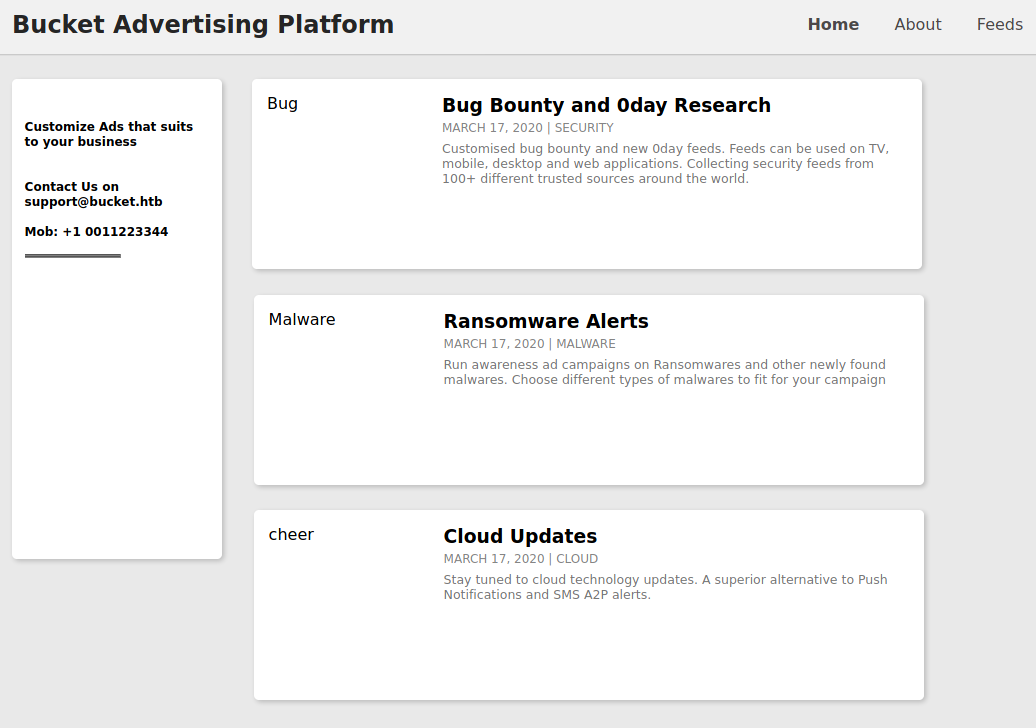 Bucket Advertising Platform
Home About Feeds
Customize Ads that suits
to your business
Contact Us on
support@bucket.htb
Mob: +1 0011223344
Bug
Bug Bounty and 0day Research
MARCH 17, 2020 | SECURITY
Customised bug bounty and new 0day feeds. Feeds can be used on TV,
mobile, desktop and web applications. Collecting security feeds from
100+ different trusted sources around the world.
Malware
Ransomware Alerts
MARCH 17, 2020 | MALWARE
Run awareness ad campaigns on Ransomwares and other newly found
malwares. Choose different types of malwares to fit for your campaign
cheer
Cloud Updates
MARCH 17, 2020 | CLOUD
Stay tuned to cloud technology updates. A superior alternative to Push
Notifications and SMS A2P alerts.